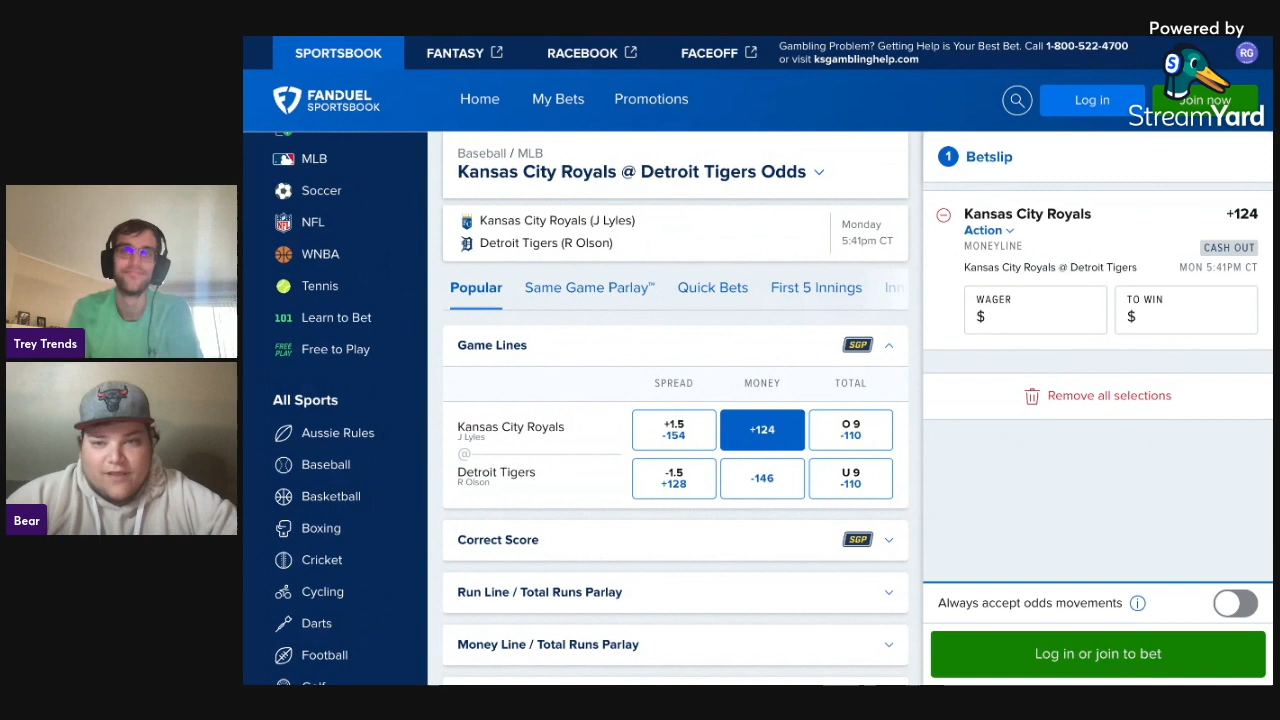 Powered by
StreamYard
SPORTSBOOK
FANTASY
RACEBOOK
FACEOFF
Gambling Problem? Getting Help is Your Best Bet. Call 1-800-522-4700
or visit ksgamblinghelp.com
RG
FANDUEL
SPORTSBOOK
Home
My Bets
Promotions
Log in
Join now
MLB
Soccer
NFL
WNBA
Tennis
101 Learn to Bet
FREE PLAY Free to Play
All Sports
Aussie Rules
Baseball
Basketball
Boxing
Cricket
Cycling
Darts
Football
Golf
Baseball / MLB
Kansas City Royals @ Detroit Tigers Odds
Kansas City Royals (J Lyles)
Detroit Tigers (R Olson)
Monday
5:41pm CT
Popular
Same Game Parlay™
Quick Bets
First 5 Innings
Inn
Game Lines
SGP
SPREAD MONEY TOTAL
Kansas City Royals
J Lyles
+1.5
-154
+124
O 9
-110
@
Detroit Tigers
R Olson
-1.5
+128
-146
U 9
-110
Correct Score
SGP
Run Line / Total Runs Parlay
Money Line / Total Runs Parlay
1 Betslip
Kansas City Royals +124
Action
MONEYLINE
CASH OUT
Kansas City Royals @ Detroit Tigers
MON 5:41PM CT
WAGER
$
TO WIN
$
Remove all selections
Always accept odds movements
Log in or join to bet
Trey Trends
Bear